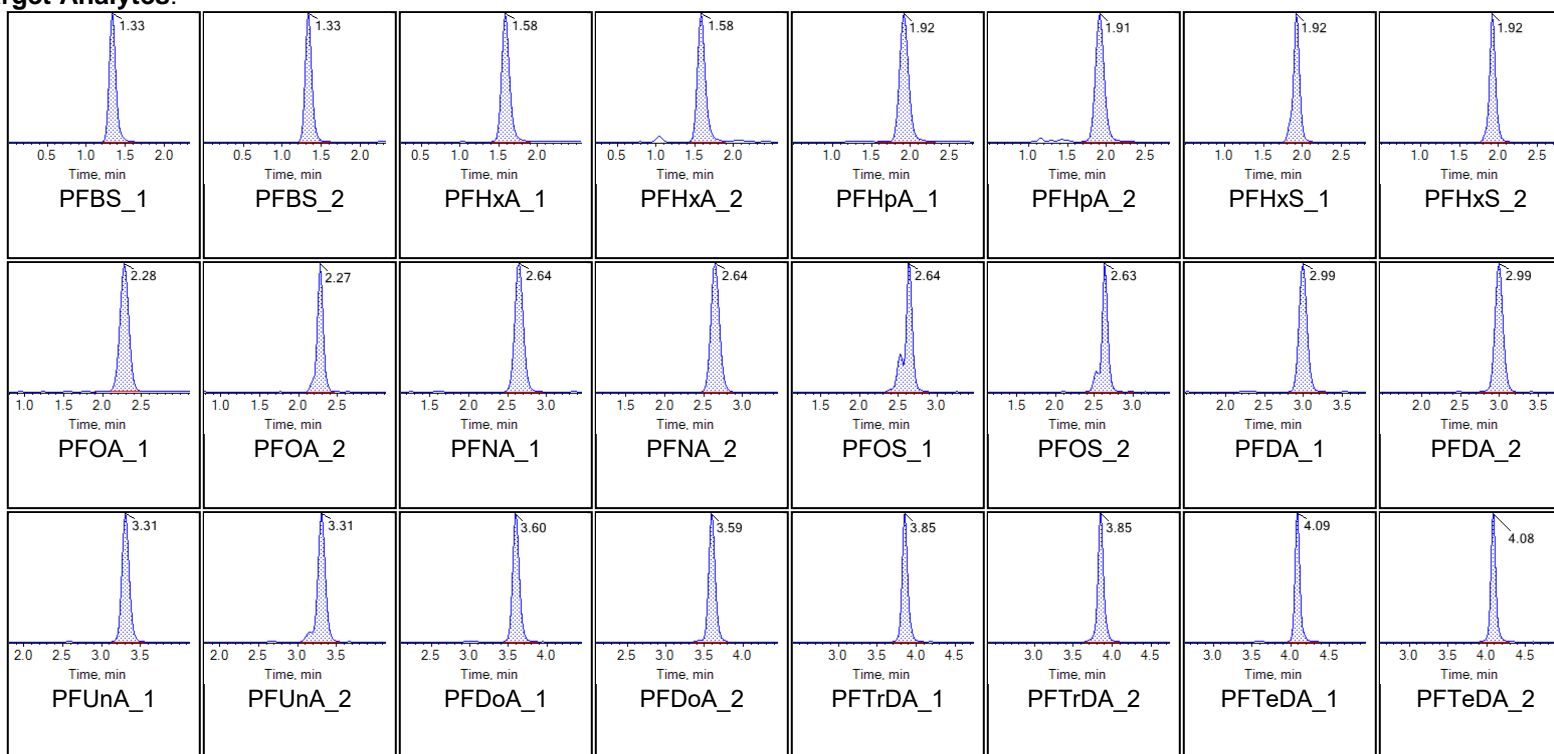 Target Analytes:
1.33 1.33 1.58 1.58 1.92 1.91 1.92 1.92
0.5 1.0 1.5 2.0 0.5 1.0 1.5 2.0 0.5 1.0 1.5 2.0 0.5 1.0 1.5 2.0 1.0 1.5 2.0 2.5 1.0 1.5 2.0 2.5 1.0 1.5 2.0 2.5 1.0 1.5 2.0 2.5
Time, min Time, min Time, min Time, min Time, min Time, min Time, min Time, min
PFBS_1 PFBS_2 PFHxA_1 PFHxA_2 PFHpA_1 PFHpA_2 PFHxS_1 PFHxS_2
2.28 2.27 2.64 2.64 2.64 2.63 2.99 2.99
1.0 1.5 2.0 2.5 1.0 1.5 2.0 2.5 1.5 2.0 2.5 3.0 1.5 2.0 2.5 3.0 1.5 2.0 2.5 3.0 1.5 2.0 2.5 3.0 2.0 2.5 3.0 3.5 2.0 2.5 3.0 3.5
Time, min Time, min Time, min Time, min Time, min Time, min Time, min Time, min
PFOA_1 PFOA_2 PFNA_1 PFNA_2 PFOS_1 PFOS_2 PFDA_1 PFDA_2
3.31 3.31 3.60 3.59 3.85 3.85 4.09 4.08
2.0 2.5 3.0 3.5 2.0 2.5 3.0 3.5 2.5 3.0 3.5 4.0 2.5 3.0 3.5 4.0 3.0 3.5 4.0 4.5 3.0 3.5 4.0 4.5 3.0 3.5 4.0 4.5 3.0 3.5 4.0 4.5
Time, min Time, min Time, min Time, min Time, min Time, min Time, min Time, min
PFUnA_1 PFUnA_2 PFDoA_1 PFDoA_2 PFTrDA_1 PFTrDA_2 PFTeDA_1 PFTeDA_2